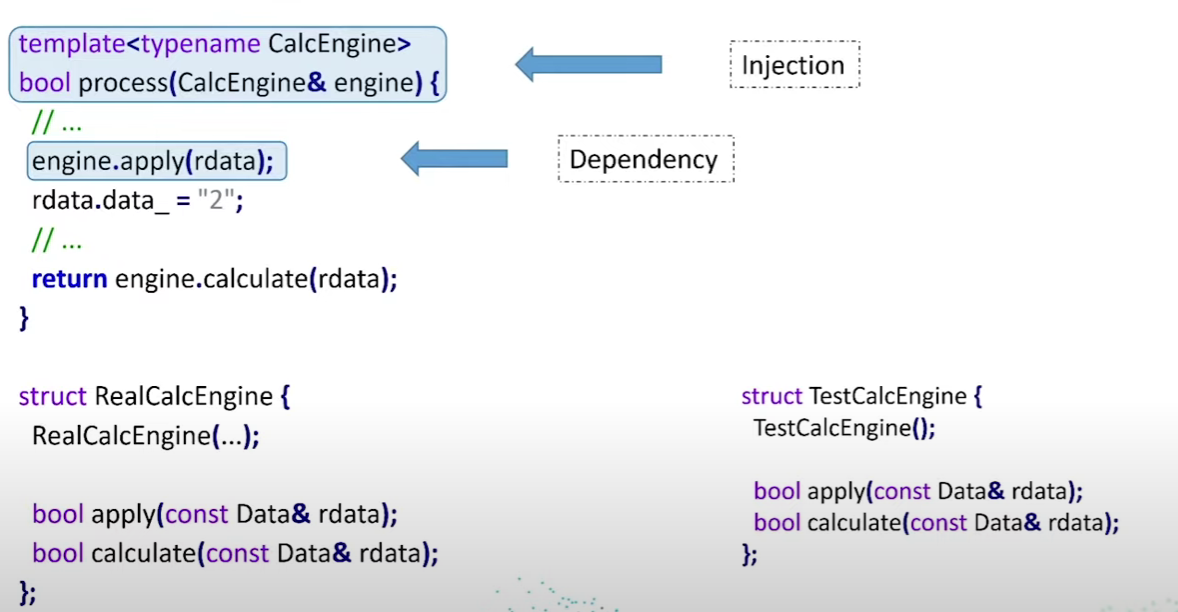 template<typename CalcEngine>
bool process(CalcEngine& engine) {
// ...
engine.apply(rdata);
rdata.data_ = "2";
// ...
return engine.calculate(rdata);
}
Injection
Dependency
struct RealCalcEngine {
RealCalcEngine(...);
bool apply(const Data& rdata);
bool calculate(const Data& rdata);
};
struct TestCalcEngine {
TestCalcEngine();
bool apply(const Data& rdata);
bool calculate(const Data& rdata);
};